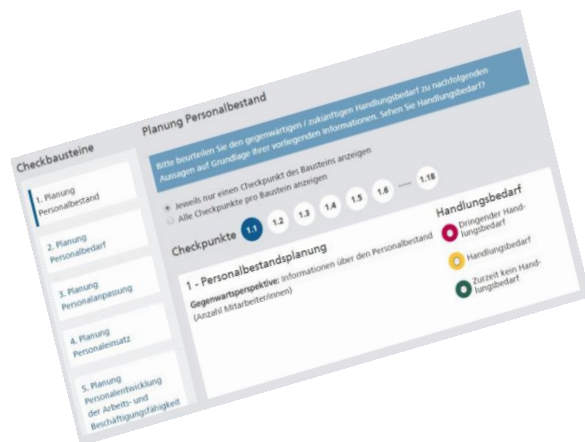 Checkbausteine
1. Planung
Personalbestand
2. Planung
Personalbedarf
3. Planung
Personalanpassung
4. Planung
Personaleinsatz
5. Planung
Personalentwicklung
der Arbeits- und
Beschäftigungsfähigkeit
Planung Personalbestand
Bitte beurteilen Sie den gegenwärtigen / zukünftigen Handlungsbedarf zu nachfolgenden
Aussagen auf Grundlage Ihrer vorliegenden Informationen. Sehen Sie Handlungsbedarf?
Jeweils nur einen Checkpunkt des Bausteins anzeigen
Alle Checkpunkte pro Baustein anzeigen
Checkpunkte 1.1 1.2 1.3 1.4 1.5 1.6 ...... 1.18
1 - Personalbestandsplanung
Gegenwartsperspektive: Informationen über den Personalbestand
(Anzahl Mitarbeiter/innen)
Handlungsbedarf
Dringender Hand-
lungsbedarf
Handlungsbedarf
Zurzeit kein Hand-
lungsbedarf